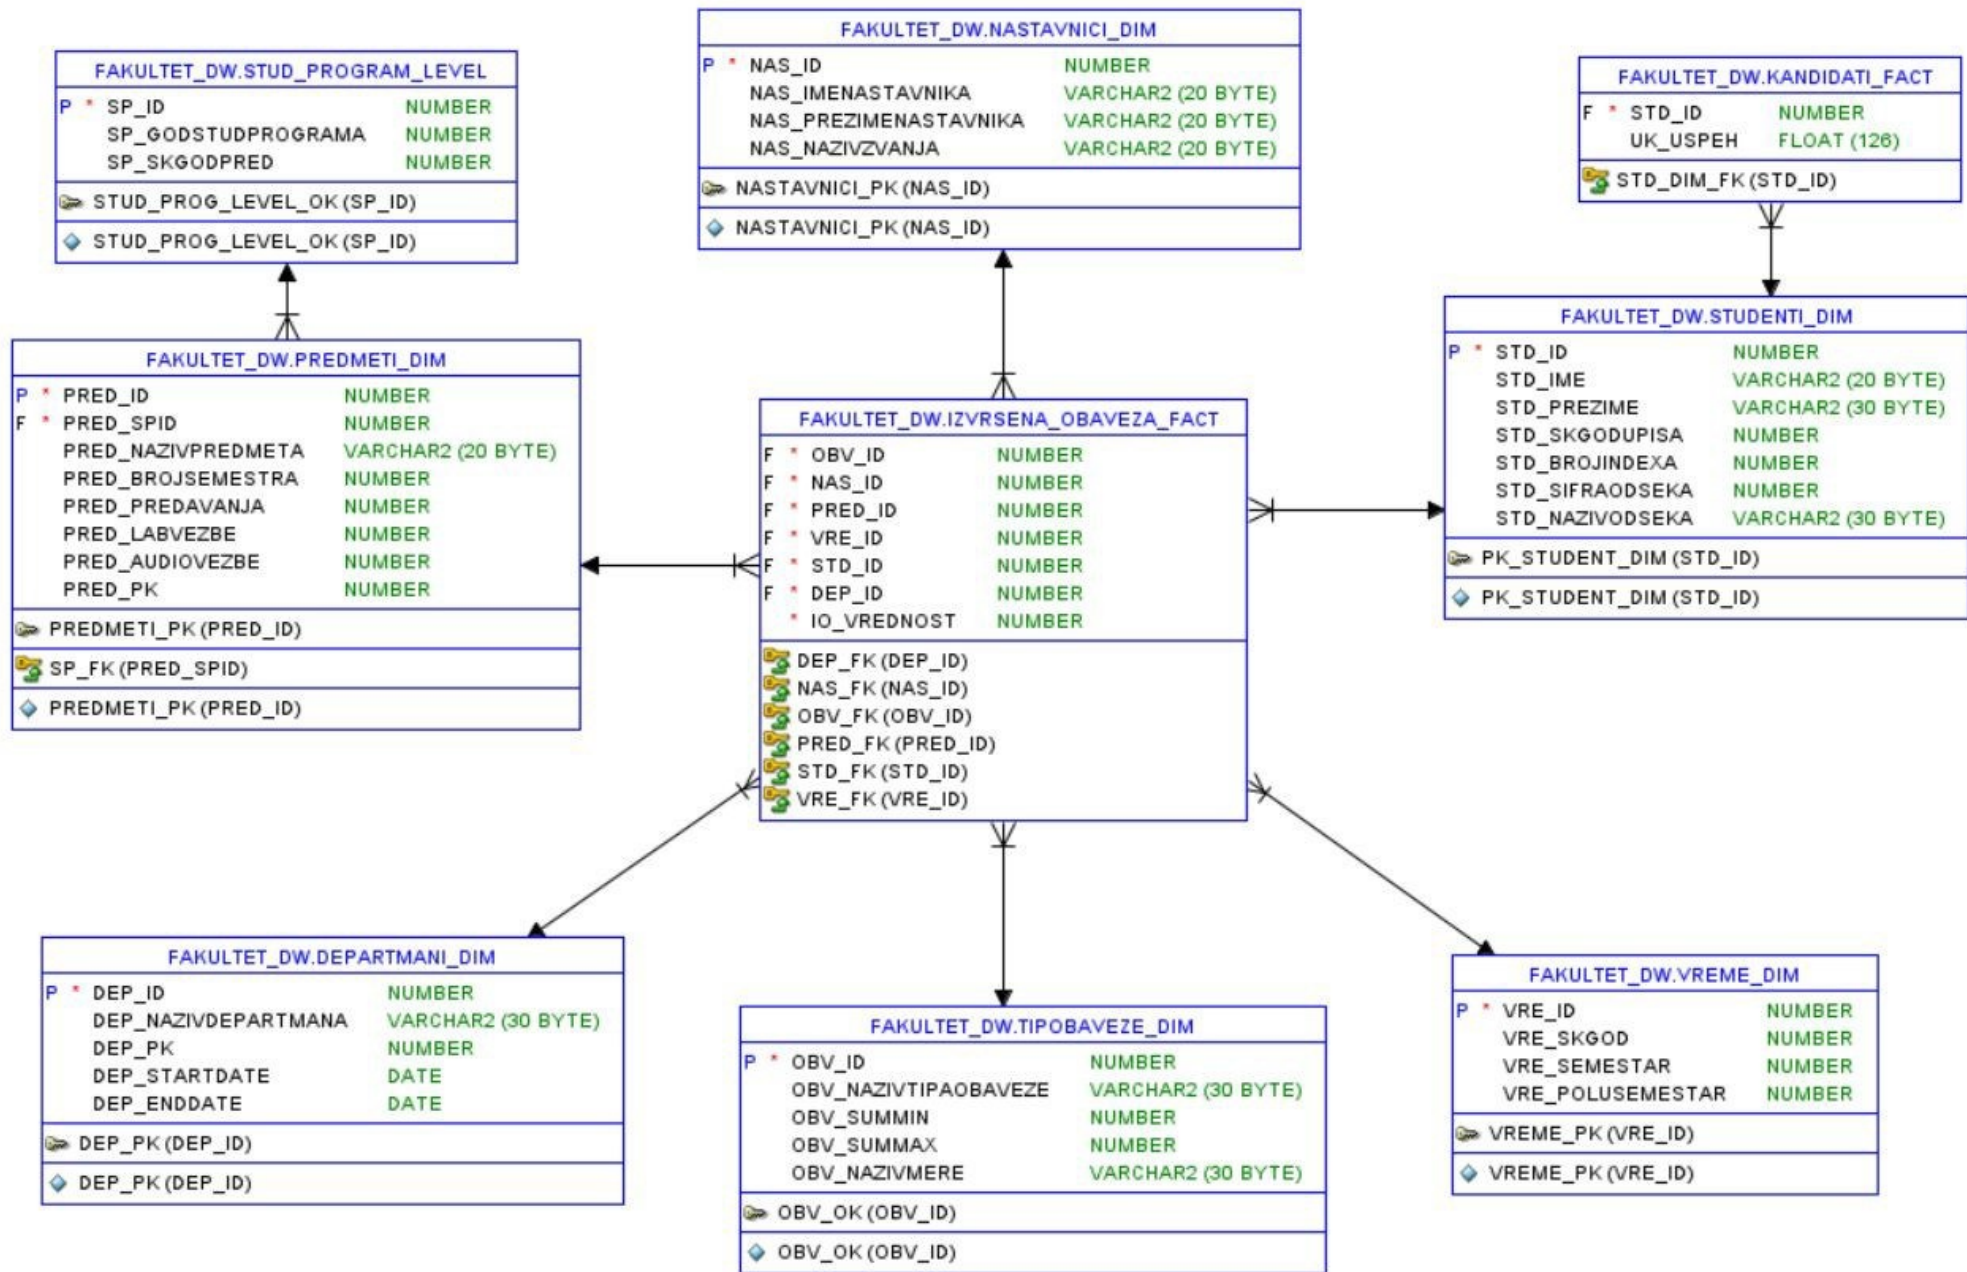 FAKULTET_DW.STUD_PROGRAM_LEVEL
P * SP_ID NUMBER
SP_GODSTUDPROGRAMA NUMBER
SP_SKGODPRED NUMBER
STUD_PROG_LEVEL_OK (SP_ID)
STUD_PROG_LEVEL_OK (SP_ID)
FAKULTET_DW.NASTAVNICI_DIM
P * NAS_ID NUMBER
NAS_IMENASTAVNIKA VARCHAR2 (20 BYTE)
NAS_PREZIMENASTAVNIKA VARCHAR2 (20 BYTE)
NAS_NAZIVZVANJA VARCHAR2 (20 BYTE)
NASTAVNICI_PK (NAS_ID)
NASTAVNICI_PK (NAS_ID)
FAKULTET_DW.KANDIDATI_FACT
F * STD_ID NUMBER
UK_USPEH FLOAT (126)
STD_DIM_FK (STD_ID)
FAKULTET_DW.PREDMETI_DIM
P * PRED_ID NUMBER
F * PRED_SPID NUMBER
PRED_NAZIVPREDMETA VARCHAR2 (20 BYTE)
PRED_BROJSEMESTRA NUMBER
PRED_PREDAVANJA NUMBER
PRED_LABVEZBE NUMBER
PRED_AUDIOVEZBE NUMBER
PRED_PK NUMBER
PREDMETI_PK (PRED_ID)
SP_FK (PRED_SPID)
PREDMETI_PK (PRED_ID)
FAKULTET_DW.IZVRSENA_OBAVEZA_FACT
F * OBV_ID NUMBER
F * NAS_ID NUMBER
F * PRED_ID NUMBER
F * VRE_ID NUMBER
F * STD_ID NUMBER
F * DEP_ID NUMBER
* IO_VREDNOST NUMBER
DEP_FK (DEP_ID)
NAS_FK (NAS_ID)
OBV_FK (OBV_ID)
PRED_FK (PRED_ID)
STD_FK (STD_ID)
VRE_FK (VRE_ID)
FAKULTET_DW.STUDENTI_DIM
P * STD_ID NUMBER
STD_IME VARCHAR2 (20 BYTE)
STD_PREZIME VARCHAR2 (30 BYTE)
STD_SKGODUPISA NUMBER
STD_BROJINDEXA NUMBER
STD_SIFRAODSEKA NUMBER
STD_NAZIVODSEKA VARCHAR2 (30 BYTE)
PK_STUDENT_DIM (STD_ID)
PK_STUDENT_DIM (STD_ID)
FAKULTET_DW.DEPARTMANI_DIM
P * DEP_ID NUMBER
DEP_NAZIVDEPARTMANA VARCHAR2 (30 BYTE)
DEP_PK NUMBER
DEP_STARTDATE DATE
DEP_ENDDATE DATE
DEP_PK (DEP_ID)
DEP_PK (DEP_ID)
FAKULTET_DW.TIPOBAVEZE_DIM
P * OBV_ID NUMBER
OBV_NAZIVTIPAOBAVEZE VARCHAR2 (30 BYTE)
OBV_SUMMIN NUMBER
OBV_SUMMAX NUMBER
OBV_NAZIVMERE VARCHAR2 (30 BYTE)
OBV_OK (OBV_ID)
OBV_OK (OBV_ID)
FAKULTET_DW.VREME_DIM
P * VRE_ID NUMBER
VRE_SKGOD NUMBER
VRE_SEMESTAR NUMBER
VRE_POLUSEMESTAR NUMBER
VREME_PK (VRE_ID)
VREME_PK (VRE_ID)